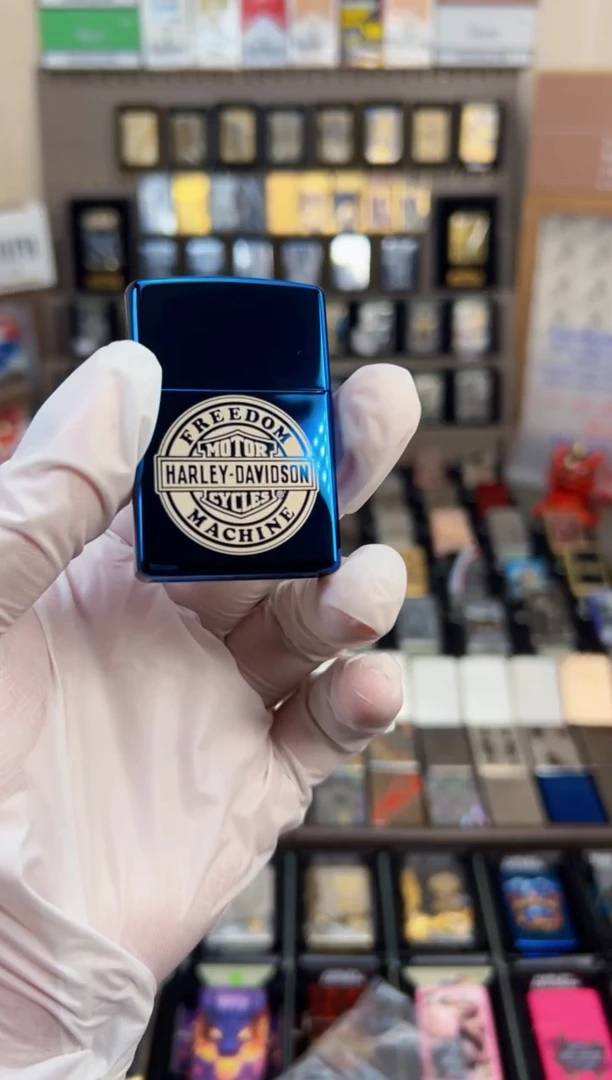 FREEDOM
MOTOR
HARLEY-DAVIDSON
CYCLES
MACHINE